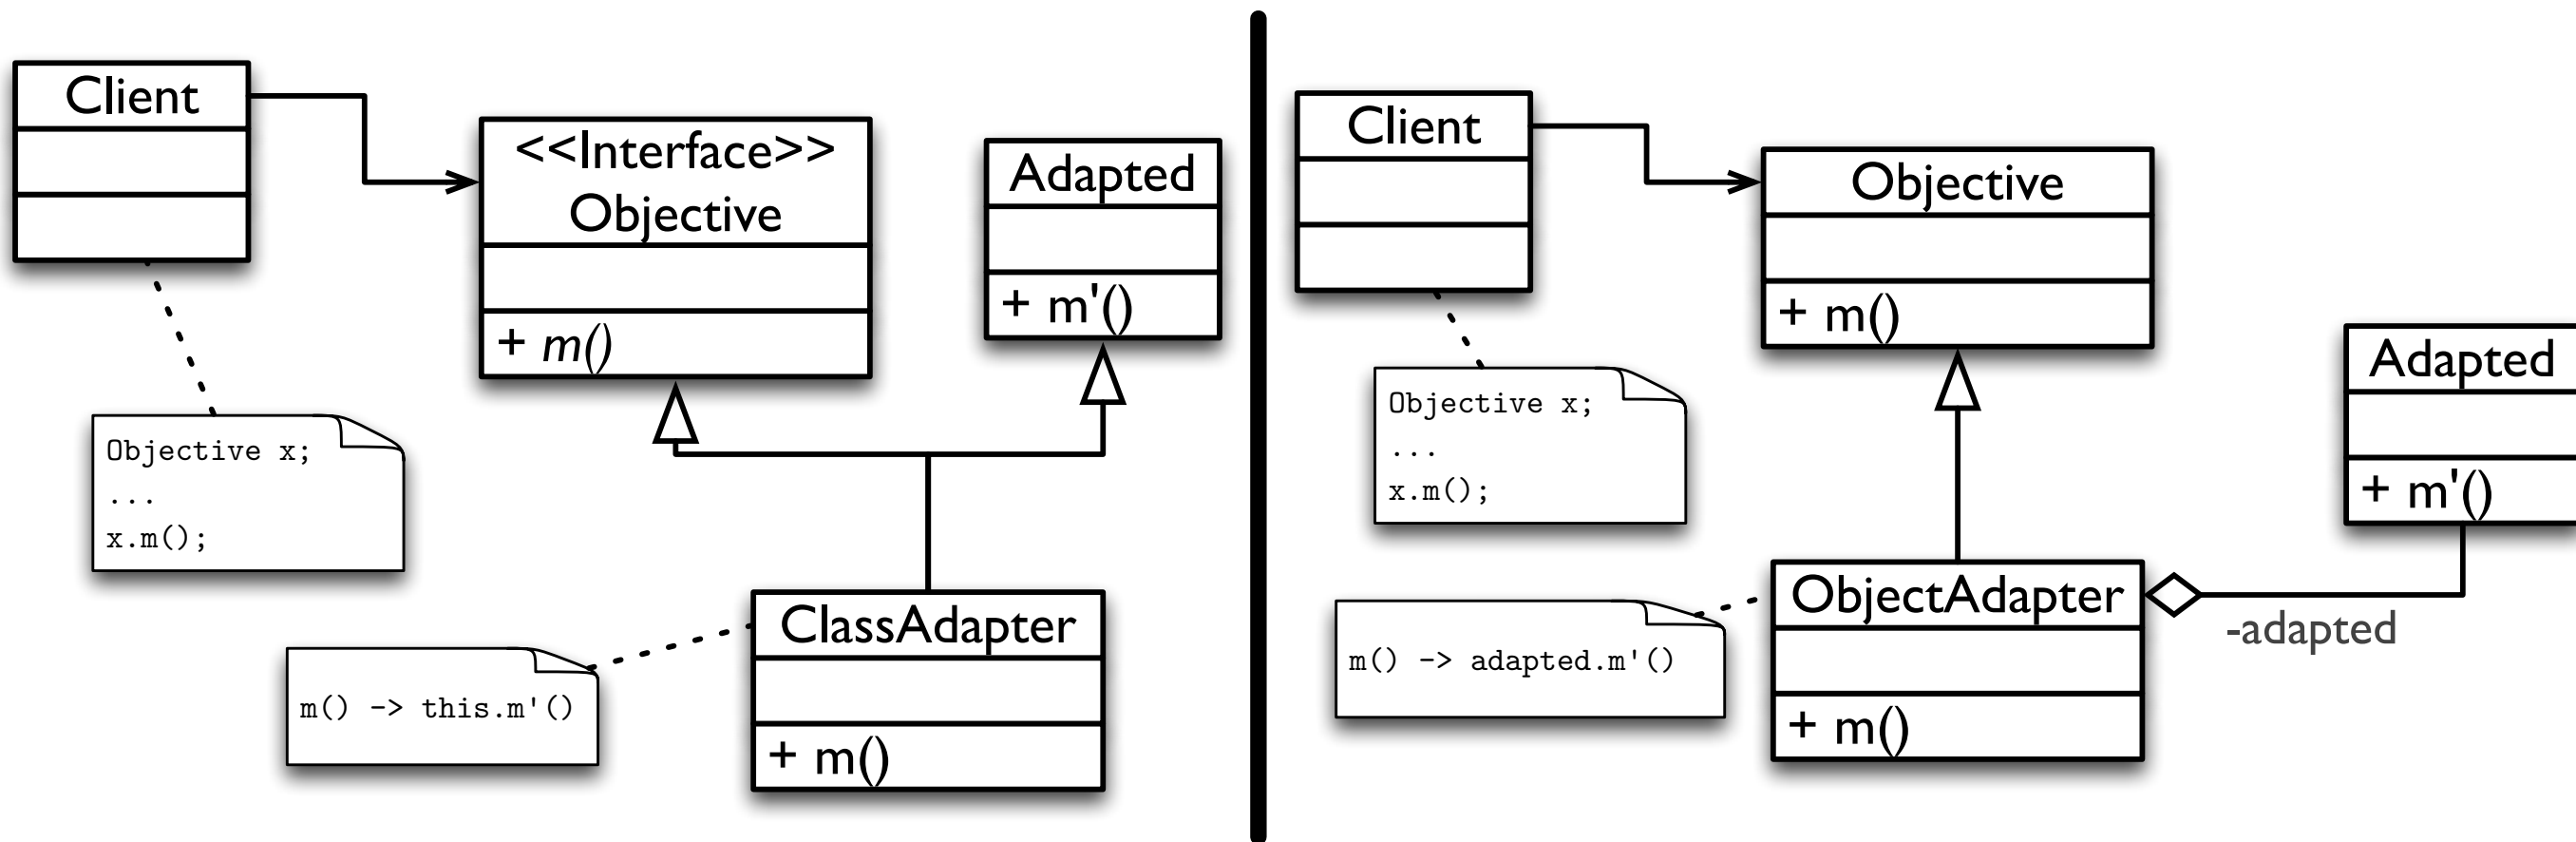 Client
<<Interface>>
Objective
+ m()
Adapted
+ m'()
Objective x;
...
x.m();
ClassAdapter
+ m()
m() -> this.m'()
Client
Objective
+ m()
Adapted
+ m'()
Objective x;
...
x.m();
ObjectAdapter
+ m()
-adapted
m() -> adapted.m'()